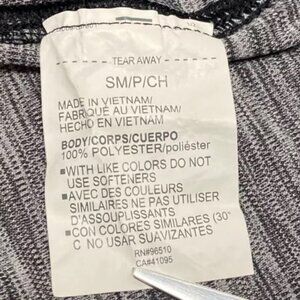 - TEAR AWAY -
SM/P/CH
MADE IN VIETNAM/
FABRIQUÉ AU VIETNAM/
HECHO EN VIETNAM
BODY/CORPS/CUERPO
100% POLYESTER/poliéster
■WITH LIKE COLORS DO NOT
USE SOFTENERS
■AVEC DES COULEURS
SIMILAIRES NE PAS UTILISER
D'ASSOUPLISSANTS
■CON COLORES SIMILARES (30°
C NO USAR SUAVIZANTES
RN#96510
CA#41095